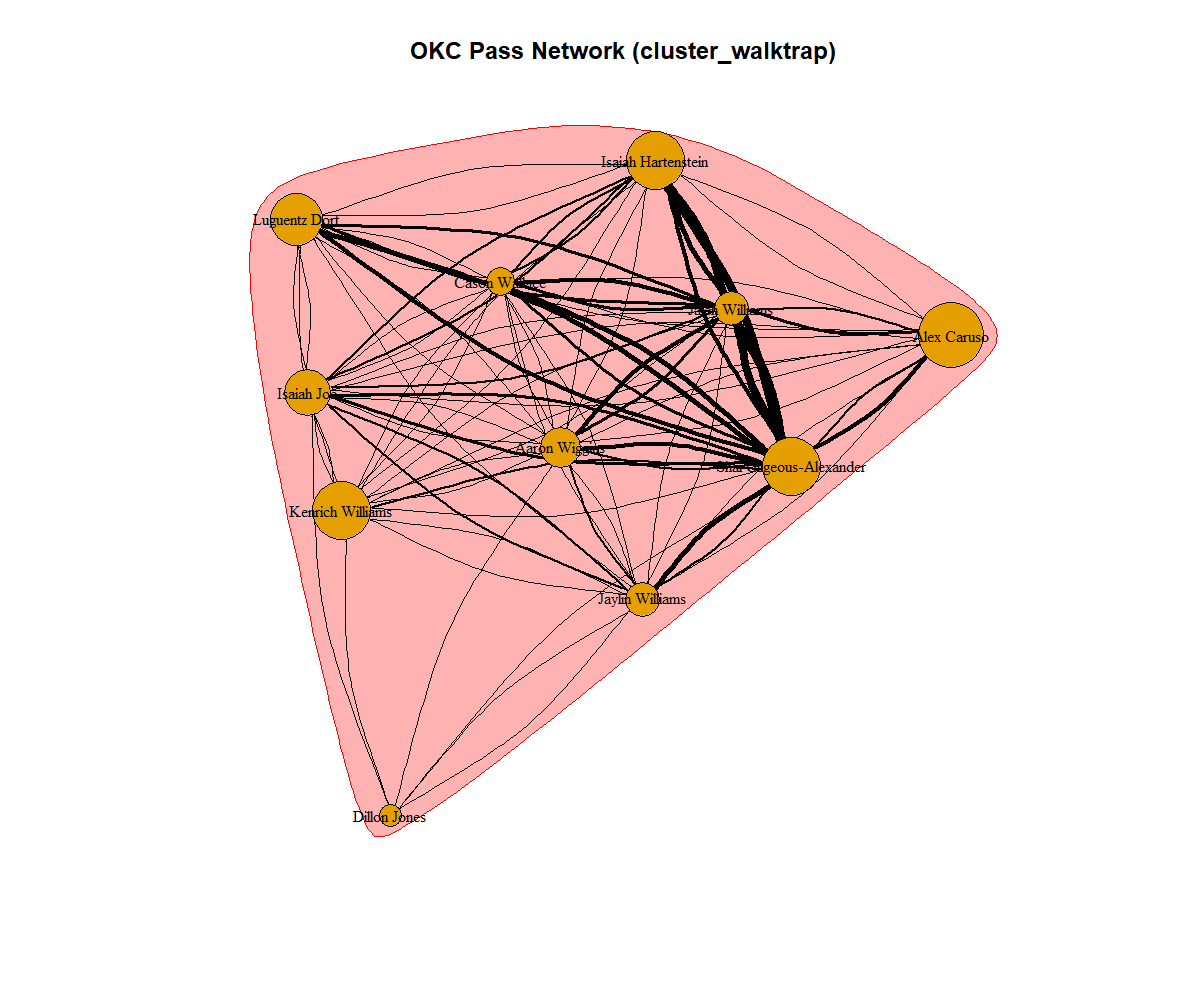 OKC Pass Network (cluster_walktrap)
Isaiah Hartenstein
Luguentz Dort
Cason Wallace
Jalen Williams
Alex Caruso
Isaiah Joe
Aaron Wiggins
Shai Gilgeous-Alexander
Kenrich Williams
Jaylin Williams
Dillon Jones